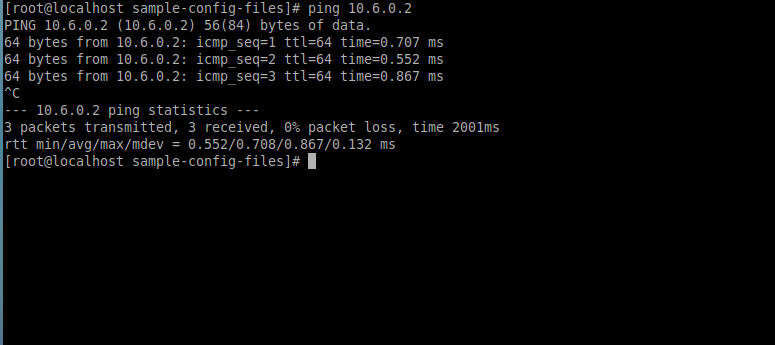 [root@localhost sample-config-files]# ping 10.6.0.2
PING 10.6.0.2 (10.6.0.2) 56(84) bytes of data.
64 bytes from 10.6.0.2: icmp_seq=1 ttl=64 time=0.707 ms
64 bytes from 10.6.0.2: icmp_seq=2 ttl=64 time=0.552 ms
64 bytes from 10.6.0.2: icmp_seq=3 ttl=64 time=0.867 ms
^C
--- 10.6.0.2 ping statistics ---
3 packets transmitted, 3 received, 0% packet loss, time 2001ms
rtt min/avg/max/mdev = 0.552/0.708/0.867/0.132 ms
[root@localhost sample-config-files]#